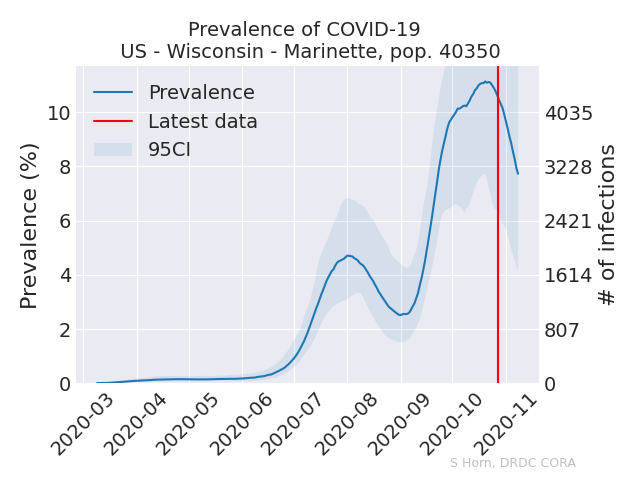 Prevalence of COVID-19
US - Wisconsin - Marinette, pop. 40350
Prevalence
Latest data
95CI
Prevalence (%)
10
8
6
4
2
0
4035
3228
2421
1614
807
0
# of infections
2020-03
2020-04
2020-05
2020-06
2020-07
2020-08
2020-09
2020-10
2020-11
S Horn, DRDC CORA